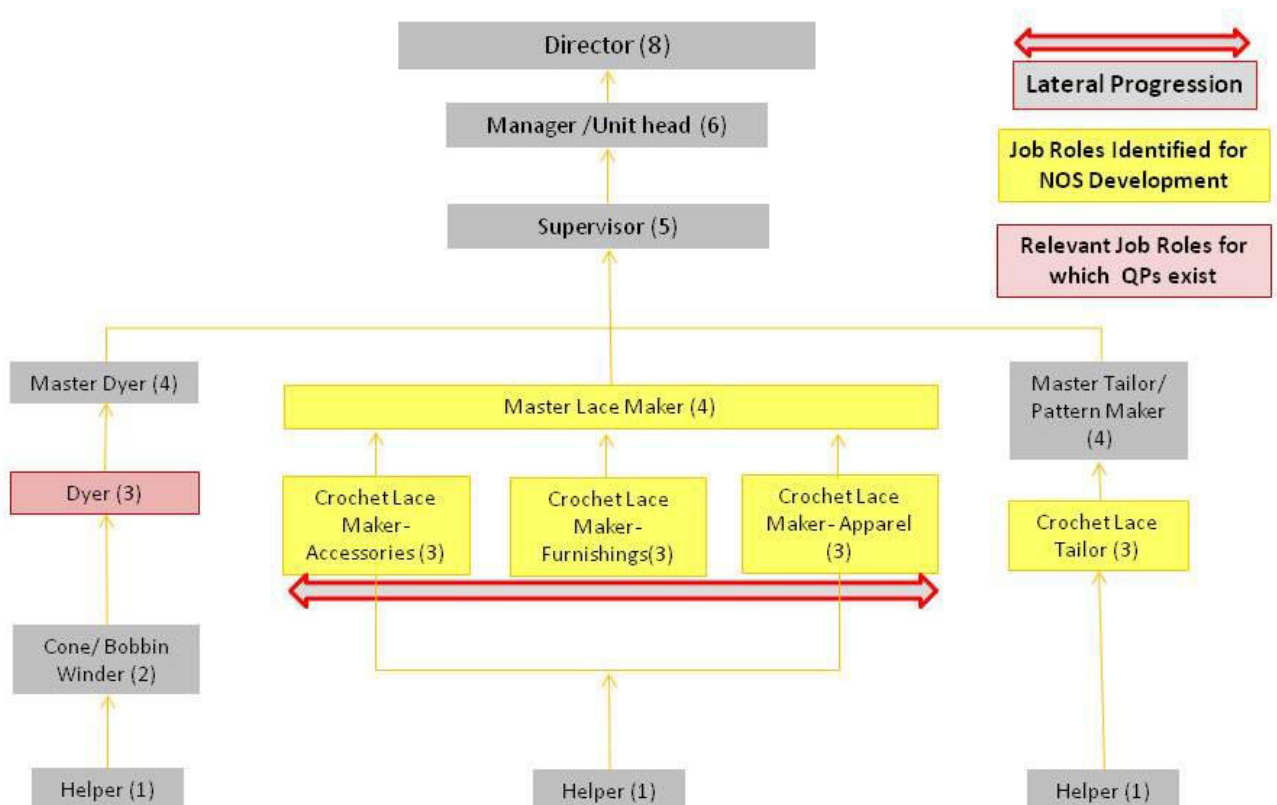 Director (8)
Manager /Unit head (6)
Supervisor (5)
Lateral Progression
Job Roles Identified for
NOS Development
Relevant Job Roles for
which QPs exist
Master Dyer (4)
Dyer (3)
Cone/ Bobbin
Winder (2)
Helper (1)
Master Lace Maker (4)
Crochet Lace
Maker-
Accessories (3)
Crochet Lace
Maker-
Furnishings(3)
Crochet Lace
Maker- Apparel
(3)
Helper (1)
Master Tailor/
Pattern Maker
(4)
Crochet Lace
Tailor (3)
Helper (1)